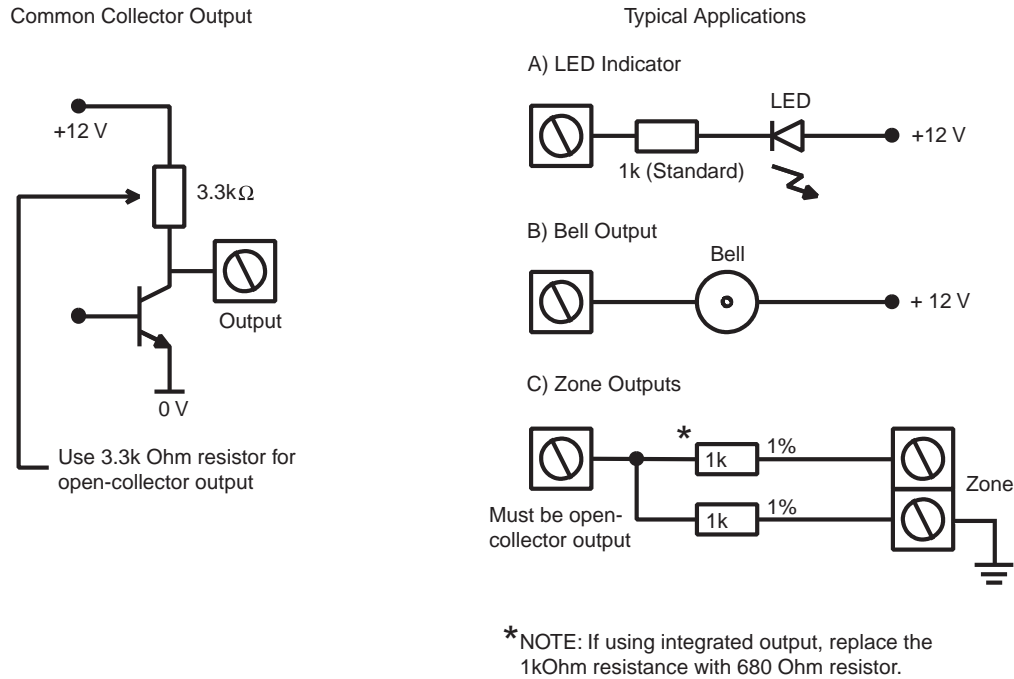 Common Collector Output
+12 V
3.3kΩ
Output
0 V
Use 3.3k Ohm resistor for
open-collector output
Typical Applications
A) LED Indicator
LED
+12 V
1k (Standard)
B) Bell Output
Bell
+ 12 V
C) Zone Outputs
*
1k
1%
Zone
1k
1%
Must be open-
collector output
*NOTE: If using integrated output, replace the
1kOhm resistance with 680 Ohm resistor.